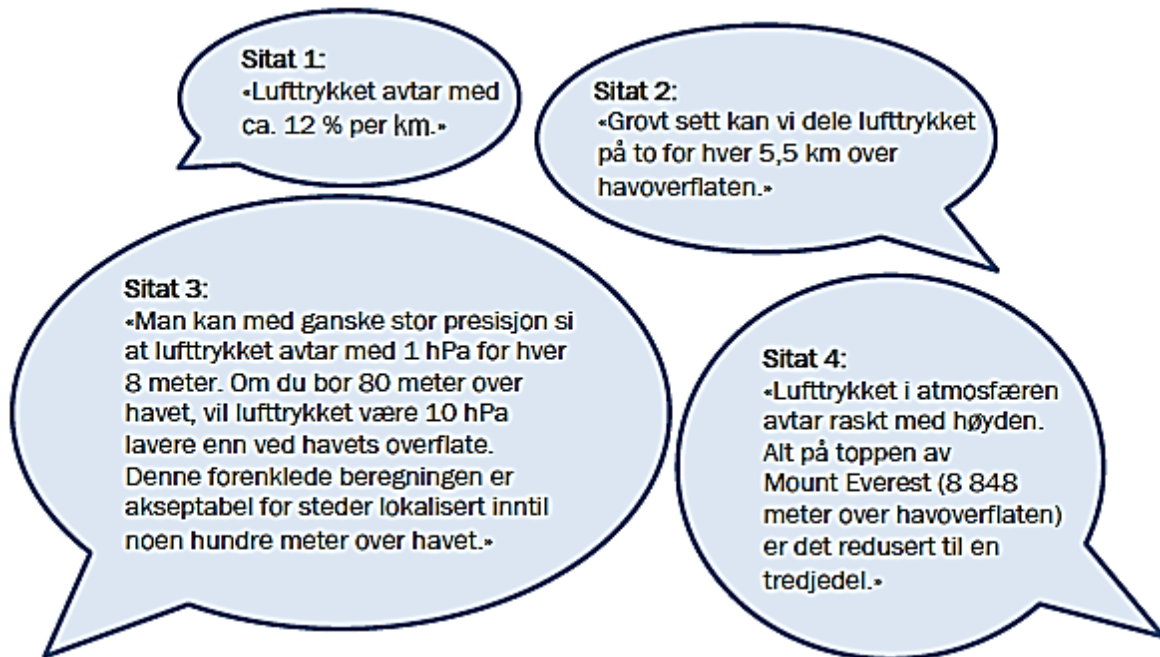 Sitat 1:
«Lufttrykket avtar med
ca. 12 % per km.»
Sitat 2:
«Grovt sett kan vi dele lufttrykket
på to for hver 5,5 km over
havoverflaten.»
Sitat 3:
«Man kan med ganske stor presisjon si
at lufttrykket avtar med 1 hPa for hver
8 meter. Om du bor 80 meter over
havet, vil lufttrykket være 10 hPa
lavere enn ved havets overflate.
Denne forenklede beregningen er
akseptabel for steder lokalisert inntil
noen hundre meter over havet.»
Sitat 4:
«Lufttrykket i atmosfæren
avtar raskt med høyden.
Alt på toppen av
Mount Everest (8 848
meter over havoverflaten)
er det redusert til en
tredjedel.»